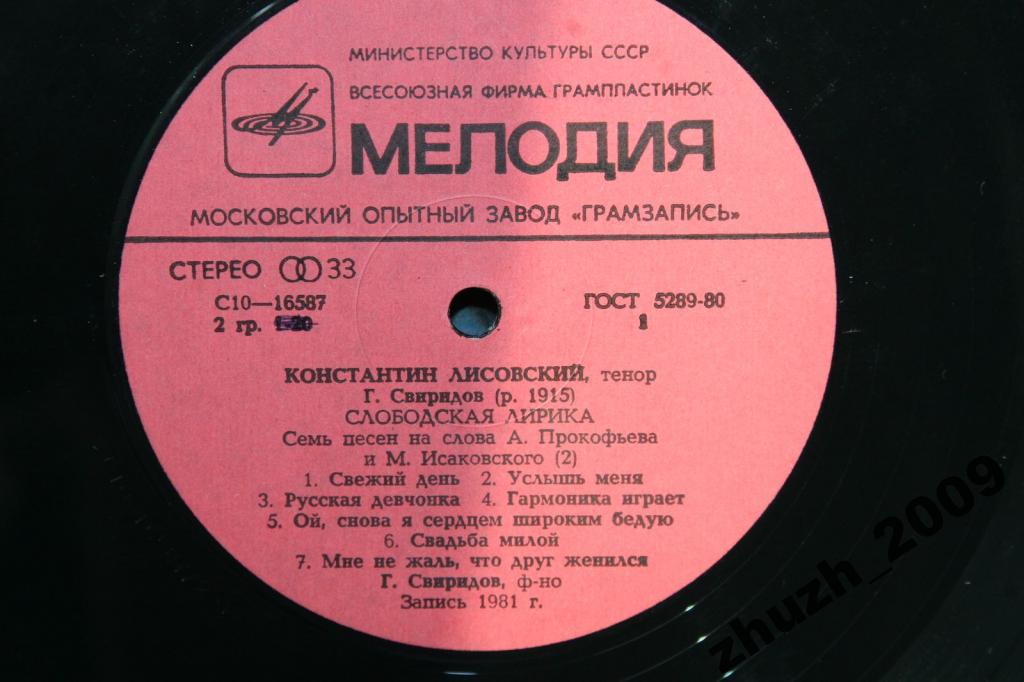 МИНИСТЕРСТВО КУЛЬТУРЫ СССР
ВСЕСОЮЗНАЯ ФИРМА ГРАМПЛАСТИНОК
МЕЛОДИЯ
МОСКОВСКИЙ ОПЫТНЫЙ ЗАВОД «ГРАМЗАПИСЬ»
СТЕРЕО 33
С10—16587 ГОСТ 5289-80
2 гр. 1-20 1
КОНСТАНТИН ЛИСОВСКИЙ, тенор
Г. Свиридов (р. 1915)
СЛОБОДСКАЯ ЛИРИКА
Семь песен на слова А. Прокофьева
и М. Исаковского (2)
1. Свежий день 2. Услышь меня
3. Русская девчонка 4. Гармоника играет
5. Ой, снова я сердцем широким бедую
6. Свадьба милой
7. Мне не жаль, что друг женился
Г. Свиридов, ф-но
Запись 1981 г.
zhuzh_2009